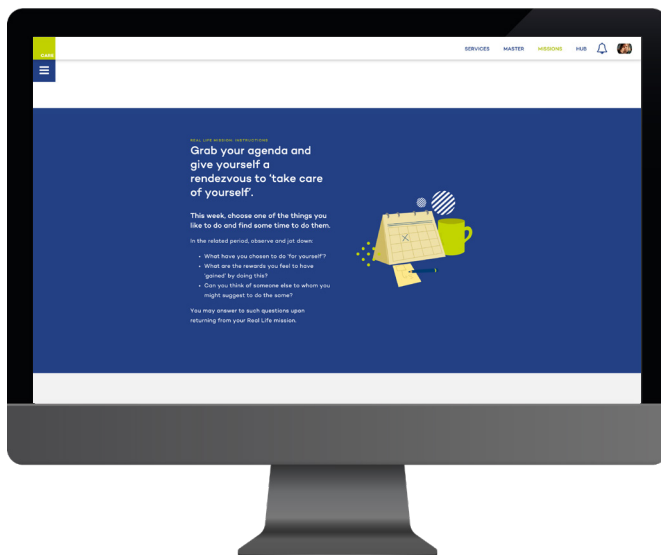 SERVICES MASTER MISSIONS HUB
CARE
REAL LIFE MISSION: INSTRUCTIONS
Grab your agenda and
give yourself a
rendezvous to 'take care
of yourself'.
This week, choose one of the things you
like to do and find some time to do them.
In the related period, observe and jot down:
• What have you chosen to do 'for yourself'?
• What are the rewards you feel to have
'gained' by doing this?
• Can you think of someone else to whom you
might suggest to do the same?
You may answer to such questions upon
returning from your Real Life mission.